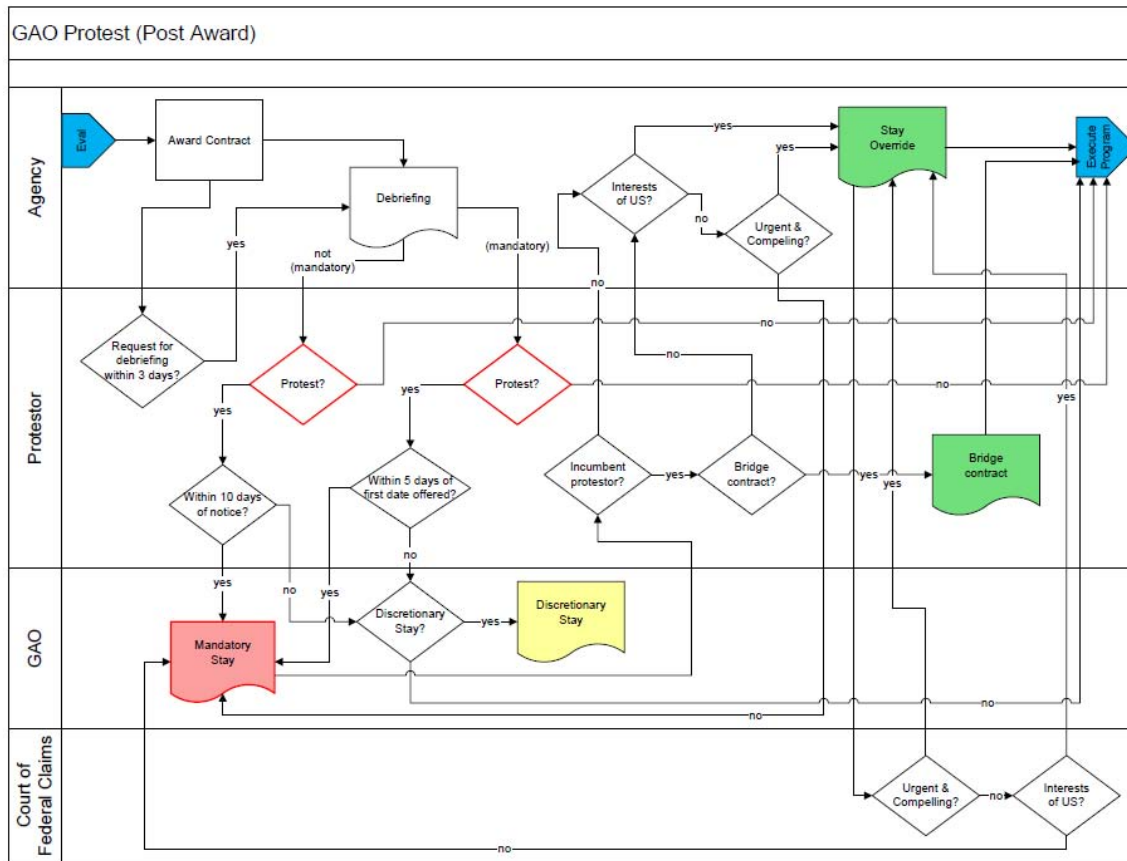 GAO Protest (Post Award)
Agency
Eval
Award Contract
Debriefing
yes
not
(mandatory)
(mandatory)
Interests
of US?
yes
no
yes
Urgent &
Compeling?
Stay
Override
Execute
Program
no
Protestor
Request for
debriefing
within 3 days?
Protest?
Protest?
no
no
no
yes
yes
yes
Within 10 days
of notice?
Within 5 days of
first date offered?
Incumbent
protestor?
yes
Bridge
contract?
yes
yes
Bridge
contract
no
yes
no
yes
GAO
Mandatory
Stay
Discretionary
Stay?
yes
Discretionary
Stay
no
no
Court of
Federal Claims
Urgent &
Compelling?
no
Interests
of US?
no